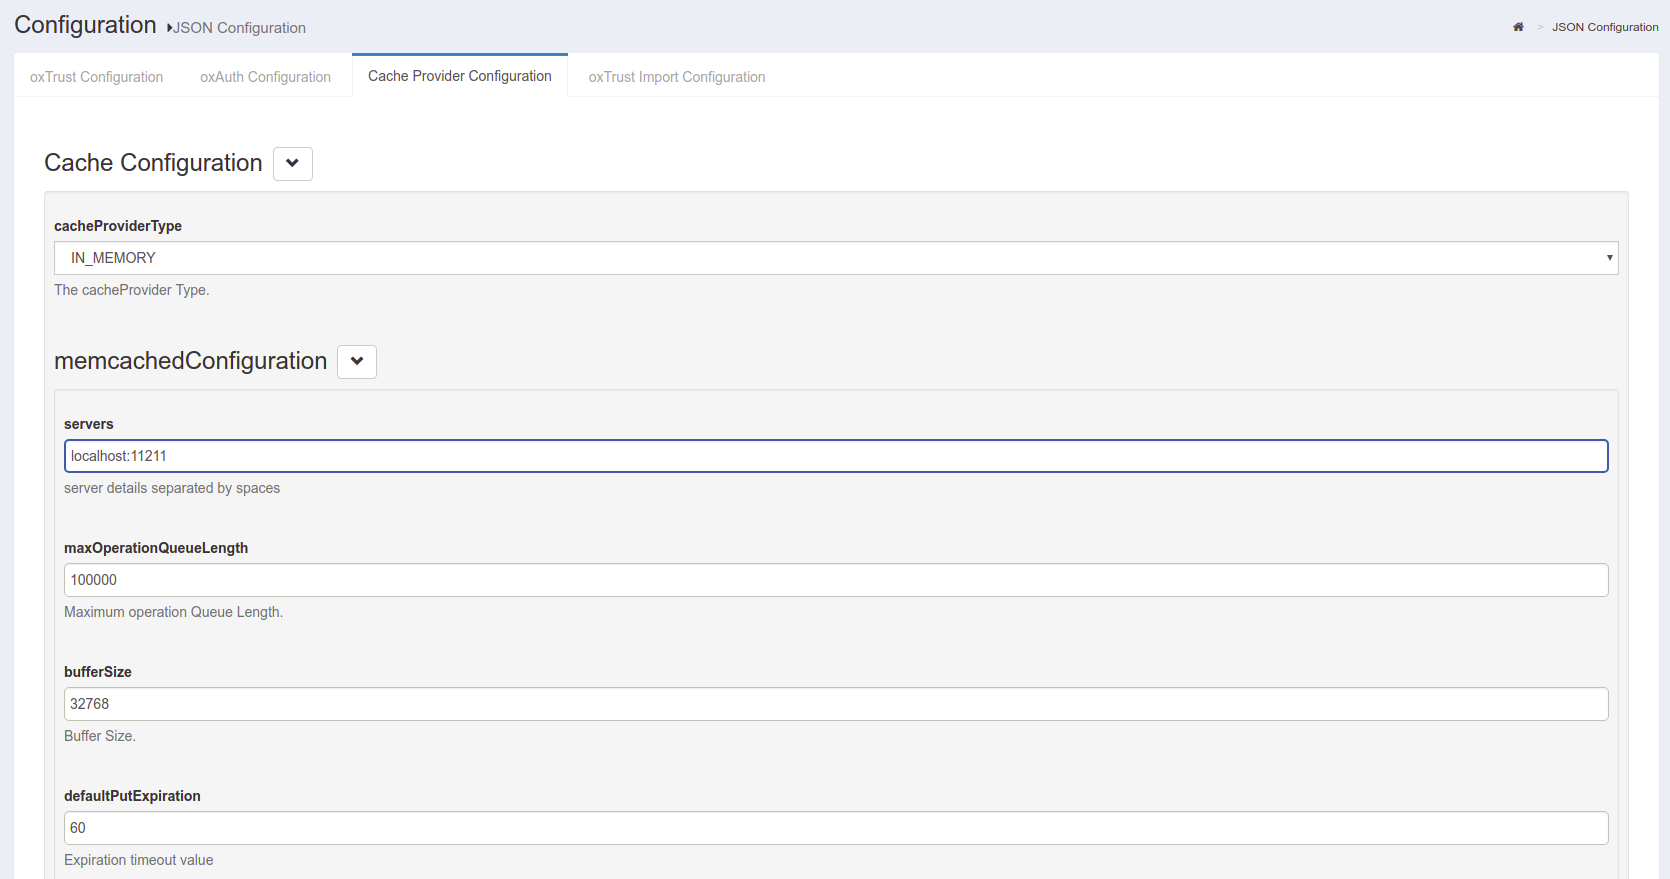 Configuration JSON Configuration
> JSON Configuration
oxTrust Configuration oxAuth Configuration Cache Provider Configuration oxTrust Import Configuration
Cache Configuration
cacheProviderType
IN_MEMORY
The cacheProvider Type.
memcachedConfiguration
servers
localhost:11211
server details separated by spaces
maxOperationQueueLength
100000
Maximum operation Queue Length.
bufferSize
32768
Buffer Size.
defaultPutExpiration
60
Expiration timeout value